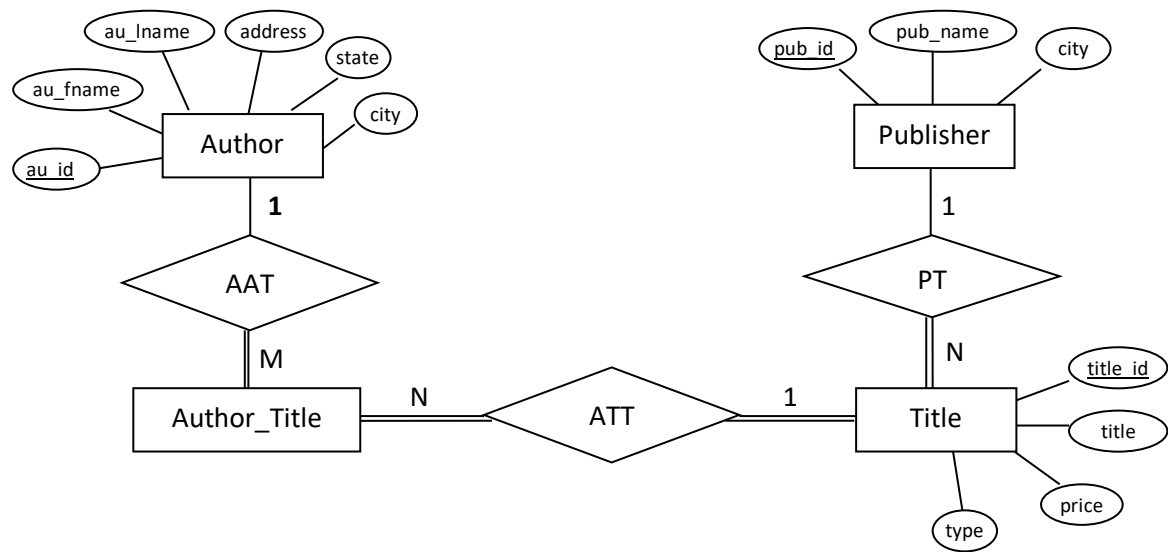 au_lname
address
state
au_fname
city
au_id
Author
1
AAT
M
Author_Title
N
ATT
1
pub_id
pub_name
city
Publisher
1
PT
N
Title
title_id
title
price
type